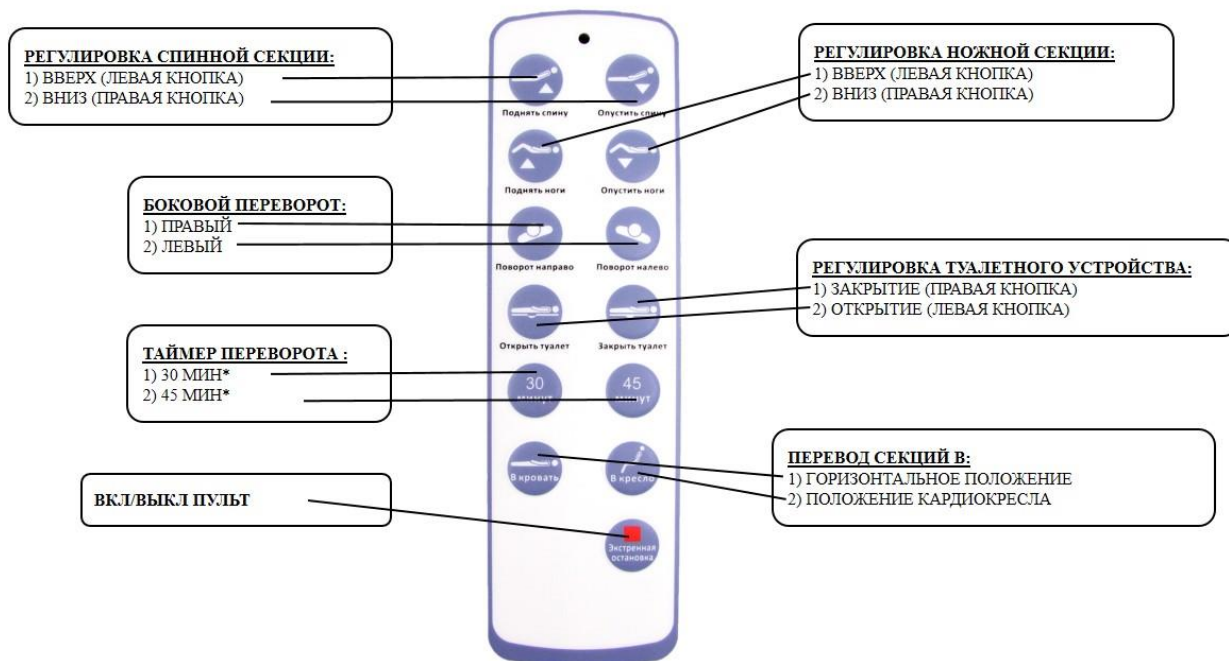 РЕГУЛИРОВКА СПИННОЙ СЕКЦИИ:
1) ВВЕРХ (ЛЕВАЯ КНОПКА)
2) ВНИЗ (ПРАВАЯ КНОПКА)
РЕГУЛИРОВКА НОЖНОЙ СЕКЦИИ:
1) ВВЕРХ (ЛЕВАЯ КНОПКА)
2) ВНИЗ (ПРАВАЯ КНОПКА)
БОКОВОЙ ПЕРЕВОРОТ:
1) ПРАВЫЙ
2) ЛЕВЫЙ
РЕГУЛИРОВКА ТУАЛЕТНОГО УСТРОЙСТВА:
1) ЗАКРЫТИЕ (ПРАВАЯ КНОПКА)
2) ОТКРЫТИЕ (ЛЕВАЯ КНОПКА)
ТАЙМЕР ПЕРЕВОРОТА :
1) 30 МИН*
2) 45 МИН*
ПЕРЕВОД СЕКЦИЙ В:
1) ГОРИЗОНТАЛЬНОЕ ПОЛОЖЕНИЕ
2) ПОЛОЖЕНИЕ КАРДИОКРЕСЛА
ВКЛ/ВЫКЛ ПУЛЬТ
Поднять спину
Опустить спину
Поднять ноги
Опустить ноги
Поворот направо
Поворот налево
Открыть туалет
Закрыть туалет
30
минут
45
минут
В кровать
В кресло
Экстренная
остановка